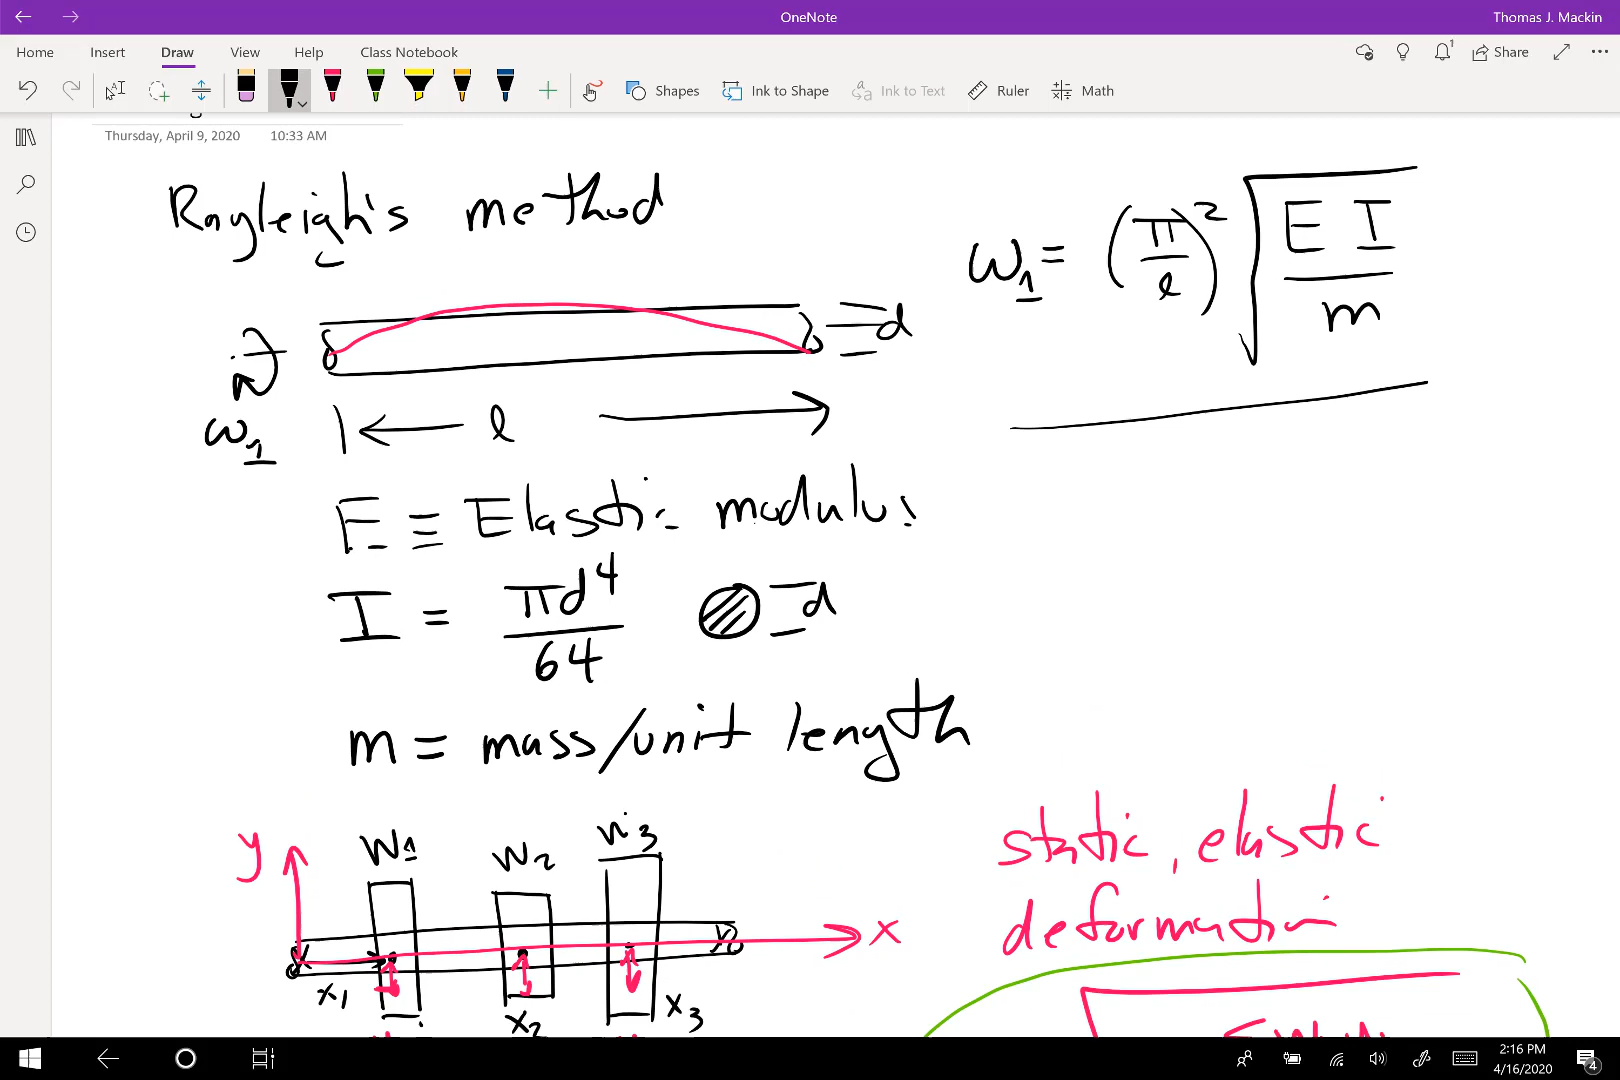 OneNote
Thomas J. Mackin
Home Insert Draw View Help Class Notebook
1 Share
Shapes Ink to Shape Ink to Text Ruler Math
Thursday, April 9, 2020 10:33 AM
Rayleigh's method
ω₁ = (π/l)² √(E I / m)
d
ω₁
l
E ≡ Elastic modulus
I = πd⁴/64 d
m = mass/unit length
y W₁ W₂ W₃
x
x₁ x₂ x₃
static, elastic
deformation
2:16 PM
4/16/2020
4